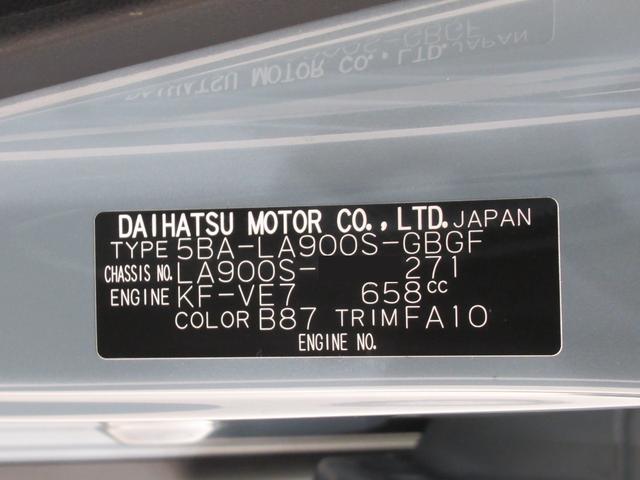 DAIHATSU MOTOR CO., LTD. JAPAN
TYPE 5BA-LA900S-GBGF
CHASSIS NO. LA900S- 271
ENGINE KF-VE7 658cc
COLOR B87 TRIM FA10
ENGINE NO.